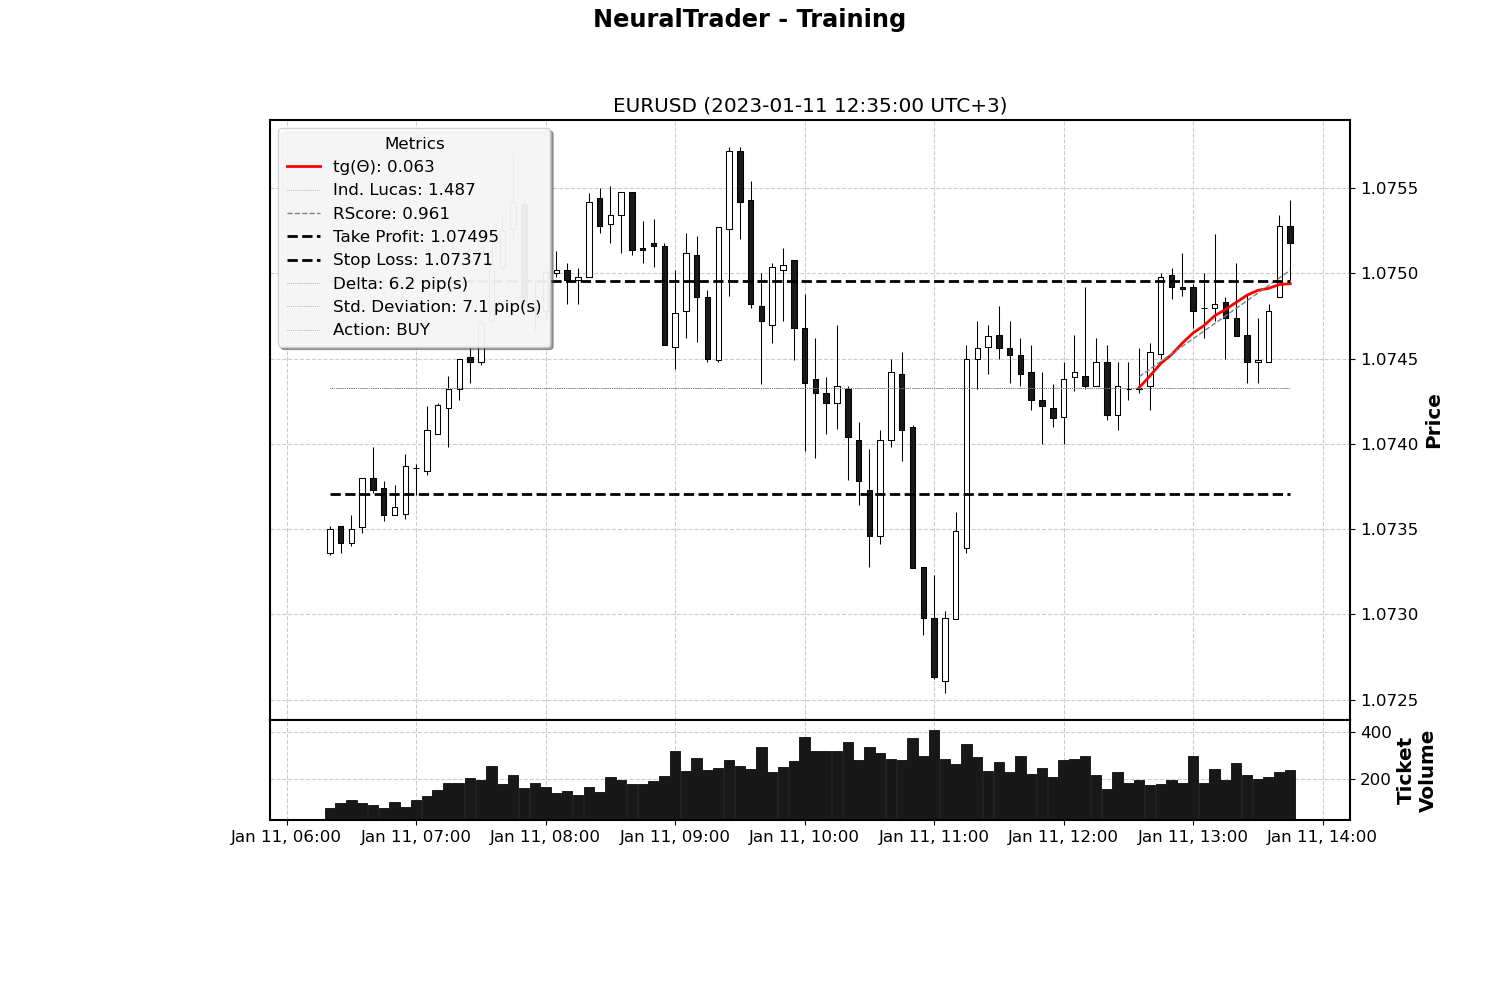 NeuralTrader - Training
EURUSD (2023-01-11 12:35:00 UTC+3)
Metrics
tg(Θ): 0.063
Ind. Lucas: 1.487
RScore: 0.961
Take Profit: 1.07495
Stop Loss: 1.07371
Delta: 6.2 pip(s)
Std. Deviation: 7.1 pip(s)
Action: BUY
1.0755
1.0750
1.0745
1.0740
1.0735
1.0730
1.0725
Price
400
200
Ticket
Volume
Jan 11, 06:00
Jan 11, 07:00
Jan 11, 08:00
Jan 11, 09:00
Jan 11, 10:00
Jan 11, 11:00
Jan 11, 12:00
Jan 11, 13:00
Jan 11, 14:00